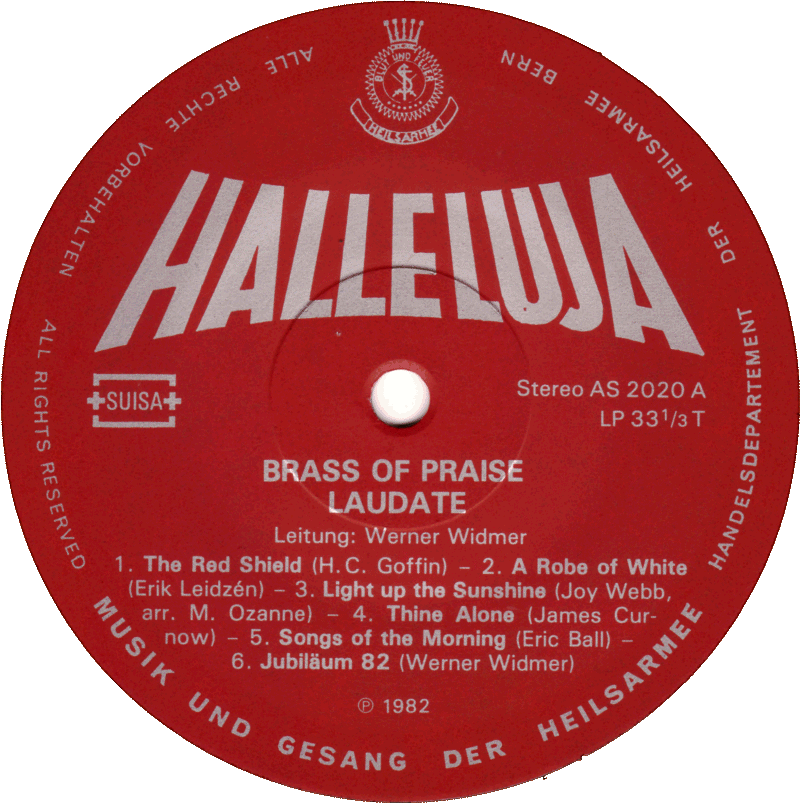 BLUT UND FEUER
HEILSARMEE
HALLELUJA
SUISA
Stereo AS 2020 A
LP 33 1/3 T
BRASS OF PRAISE
LAUDATE
Leitung: Werner Widmer
1. The Red Shield (H. C. Goffin) – 2. A Robe of White
(Erik Leidzén) – 3. Light up the Sunshine (Joy Webb,
arr. M. Ozanne) – 4. Thine Alone (James Cur-
now) – 5. Songs of the Morning (Eric Ball) –
6. Jubiläum 82 (Werner Widmer)
℗ 1982
MUSIK UND GESANG DER HEILSARMEE
HANDELSDEPARTEMENT DER HEILSARMEE BERN
ALLE RECHTE VORBEHALTEN
ALL RIGHTS RESERVED